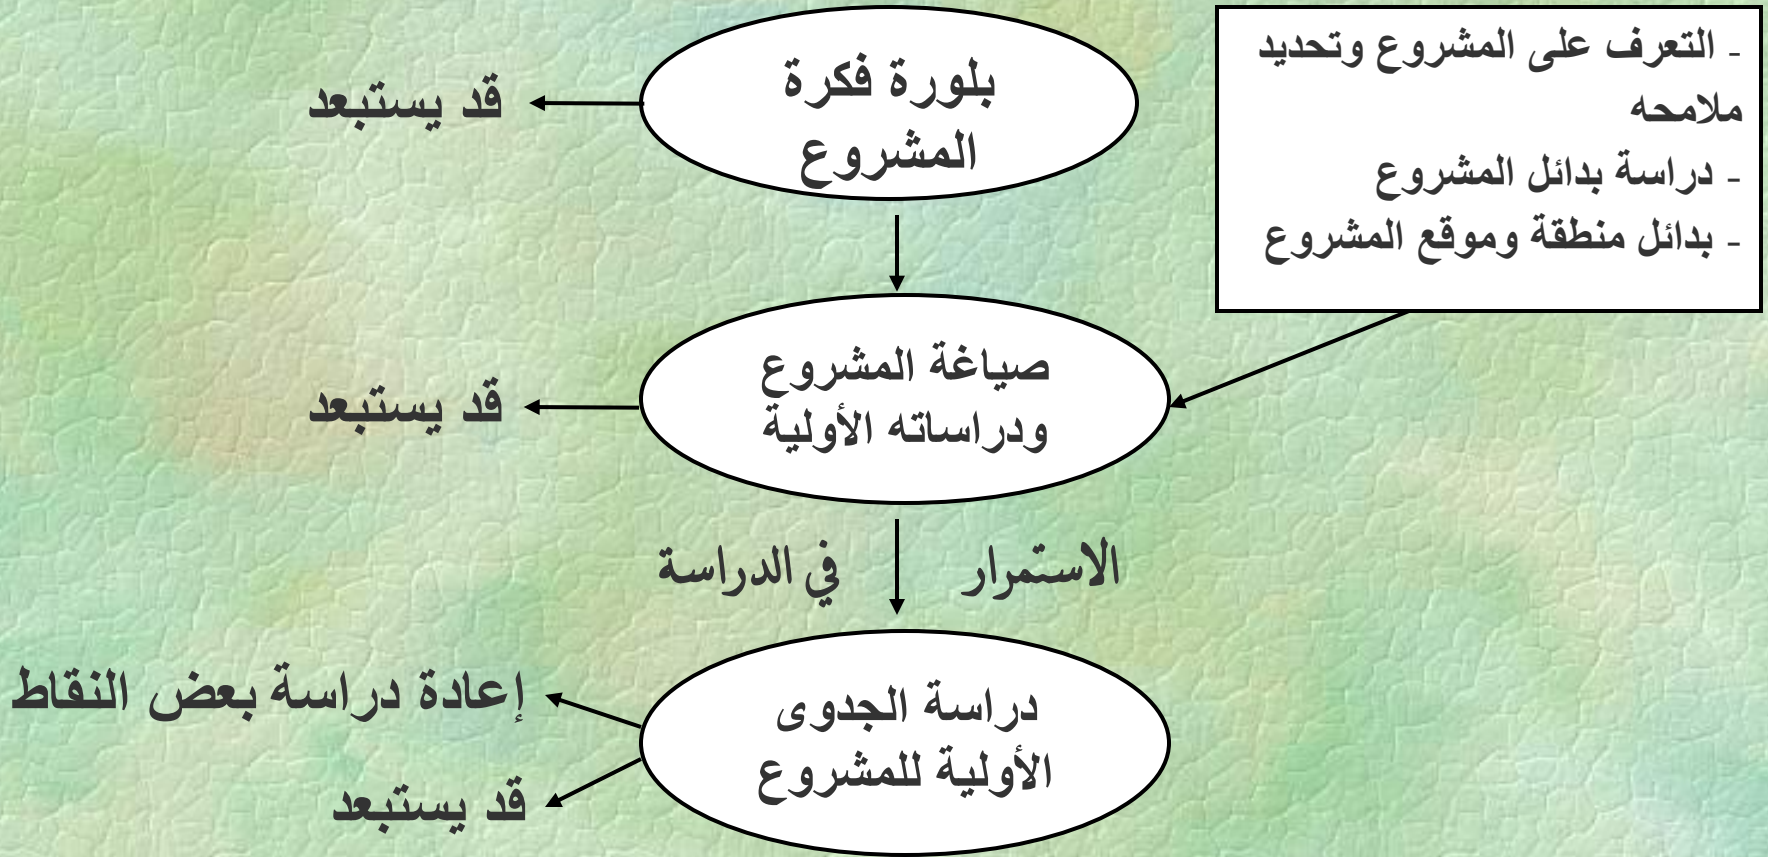 - التعرف على المشروع وتحديد
ملامحه
- دراسة بدائل المشروع
- بدائل منطقة وموقع المشروع
بلورة فكرة
المشروع
قد يستبعد
صياغة المشروع
ودراساته الأولية
قد يستبعد
الاستمرار في الدراسة
دراسة الجدوى
الأولية للمشروع
إعادة دراسة بعض النقاط
قد يستبعد